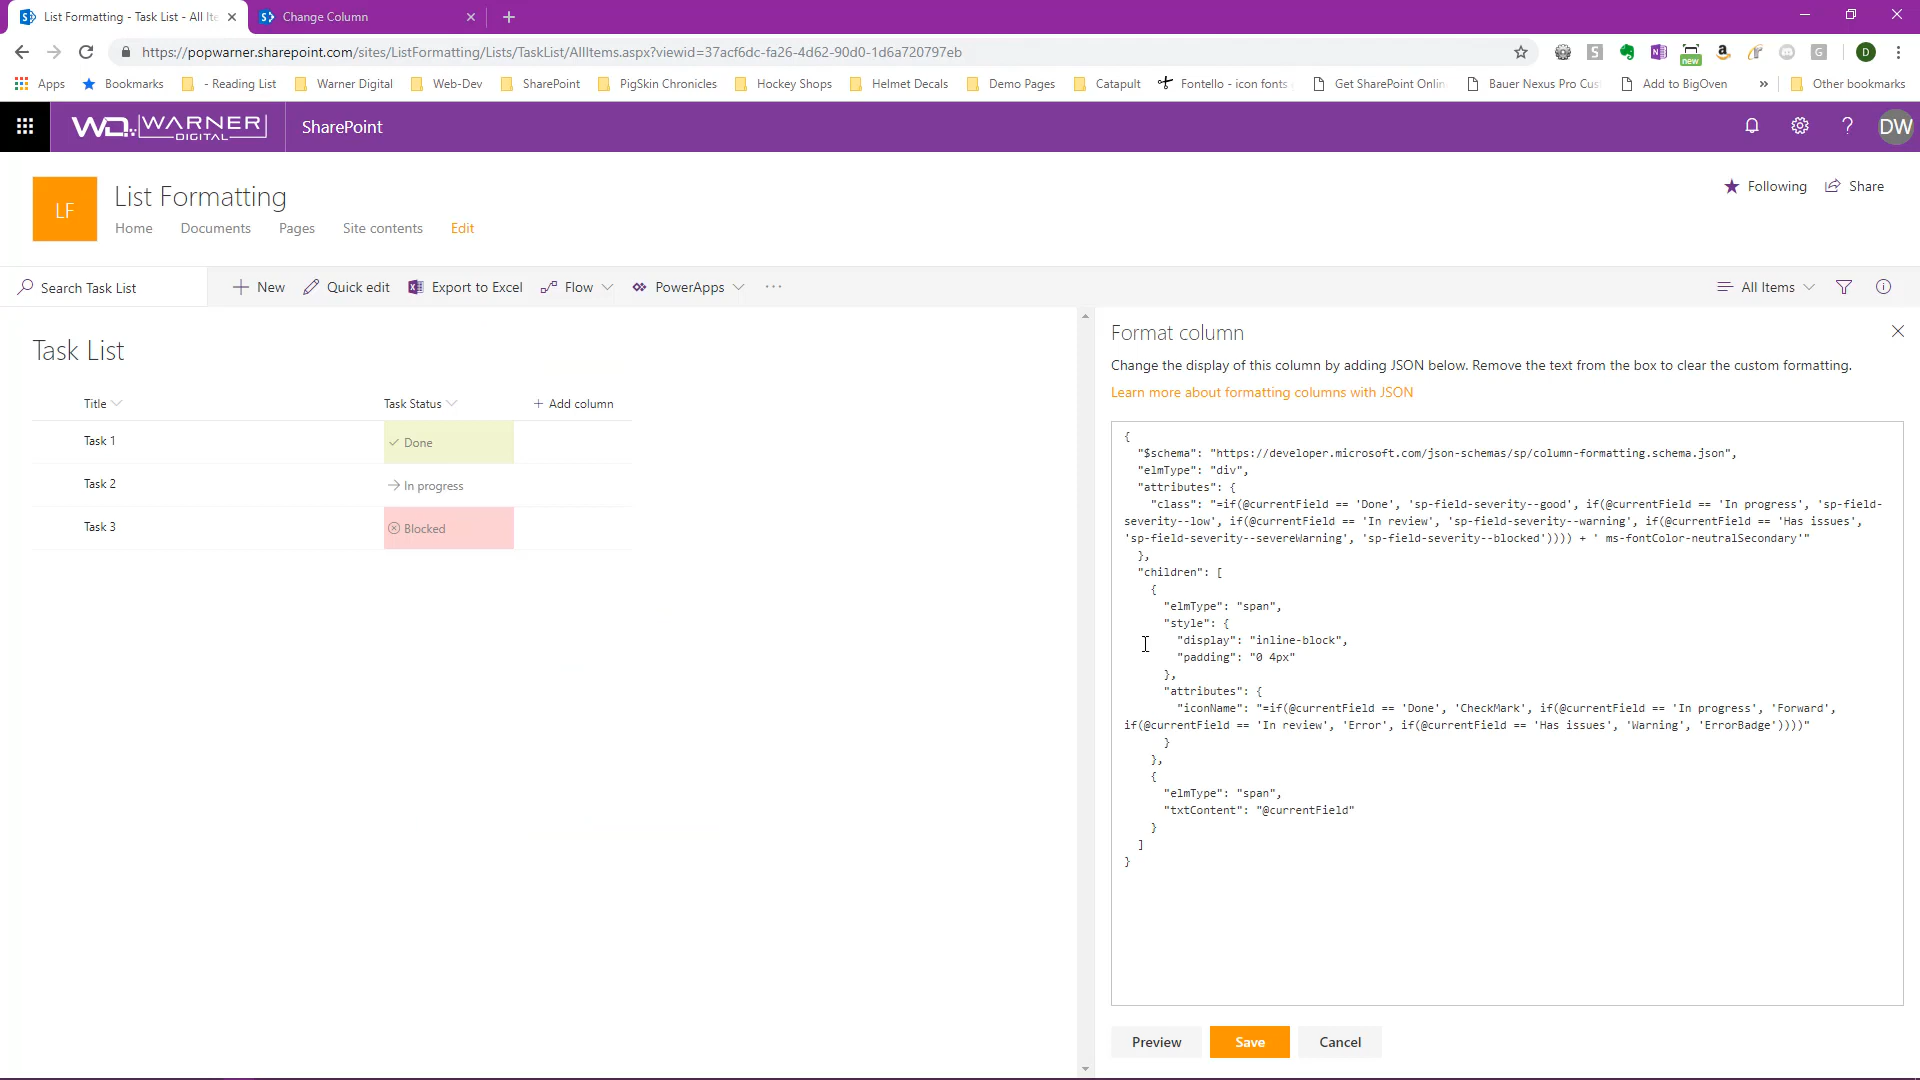 List Formatting - Task List - All Ite
Change Column
https://popwarner.sharepoint.com/sites/ListFormatting/Lists/TaskList/AllItems.aspx?viewid=37acf6dc-fa26-4d62-90d0-1d6a720797eb
new
D
Apps
Bookmarks
- Reading List
Warner Digital
Web-Dev
SharePoint
PigSkin Chronicles
Hockey Shops
Helmet Decals
Demo Pages
Catapult
Fontello - icon fonts
Get SharePoint Onlin
Bauer Nexus Pro Cus
Add to BigOven
»
Other bookmarks
WD WARNER DIGITAL
SharePoint
DW
LF
List Formatting
Following
Share
Home
Documents
Pages
Site contents
Edit
Search Task List
New
Quick edit
Export to Excel
Flow
PowerApps
All Items
Task List
Title
Task Status
+ Add column
Task 1
Done
Task 2
In progress
Task 3
Blocked
Format column
Change the display of this column by adding JSON below. Remove the text from the box to clear the custom formatting.
Learn more about formatting columns with JSON
{
"$schema": "https://developer.microsoft.com/json-schemas/sp/column-formatting.schema.json",
"elmType": "div",
"attributes": {
"class": "=if(@currentField == 'Done', 'sp-field-severity--good', if(@currentField == 'In progress', 'sp-field-
severity--low', if(@currentField == 'In review', 'sp-field-severity--warning', if(@currentField == 'Has issues',
'sp-field-severity--severeWarning', 'sp-field-severity--blocked')))) + ' ms-fontColor-neutralSecondary'"
},
"children": [
{
"elmType": "span",
"style": {
"display": "inline-block",
"padding": "0 4px"
},
"attributes": {
"iconName": "=if(@currentField == 'Done', 'CheckMark', if(@currentField == 'In progress', 'Forward',
if(@currentField == 'In review', 'Error', if(@currentField == 'Has issues', 'Warning', 'ErrorBadge'))))"
}
},
{
"elmType": "span",
"txtContent": "@currentField"
}
]
}
Preview
Save
Cancel